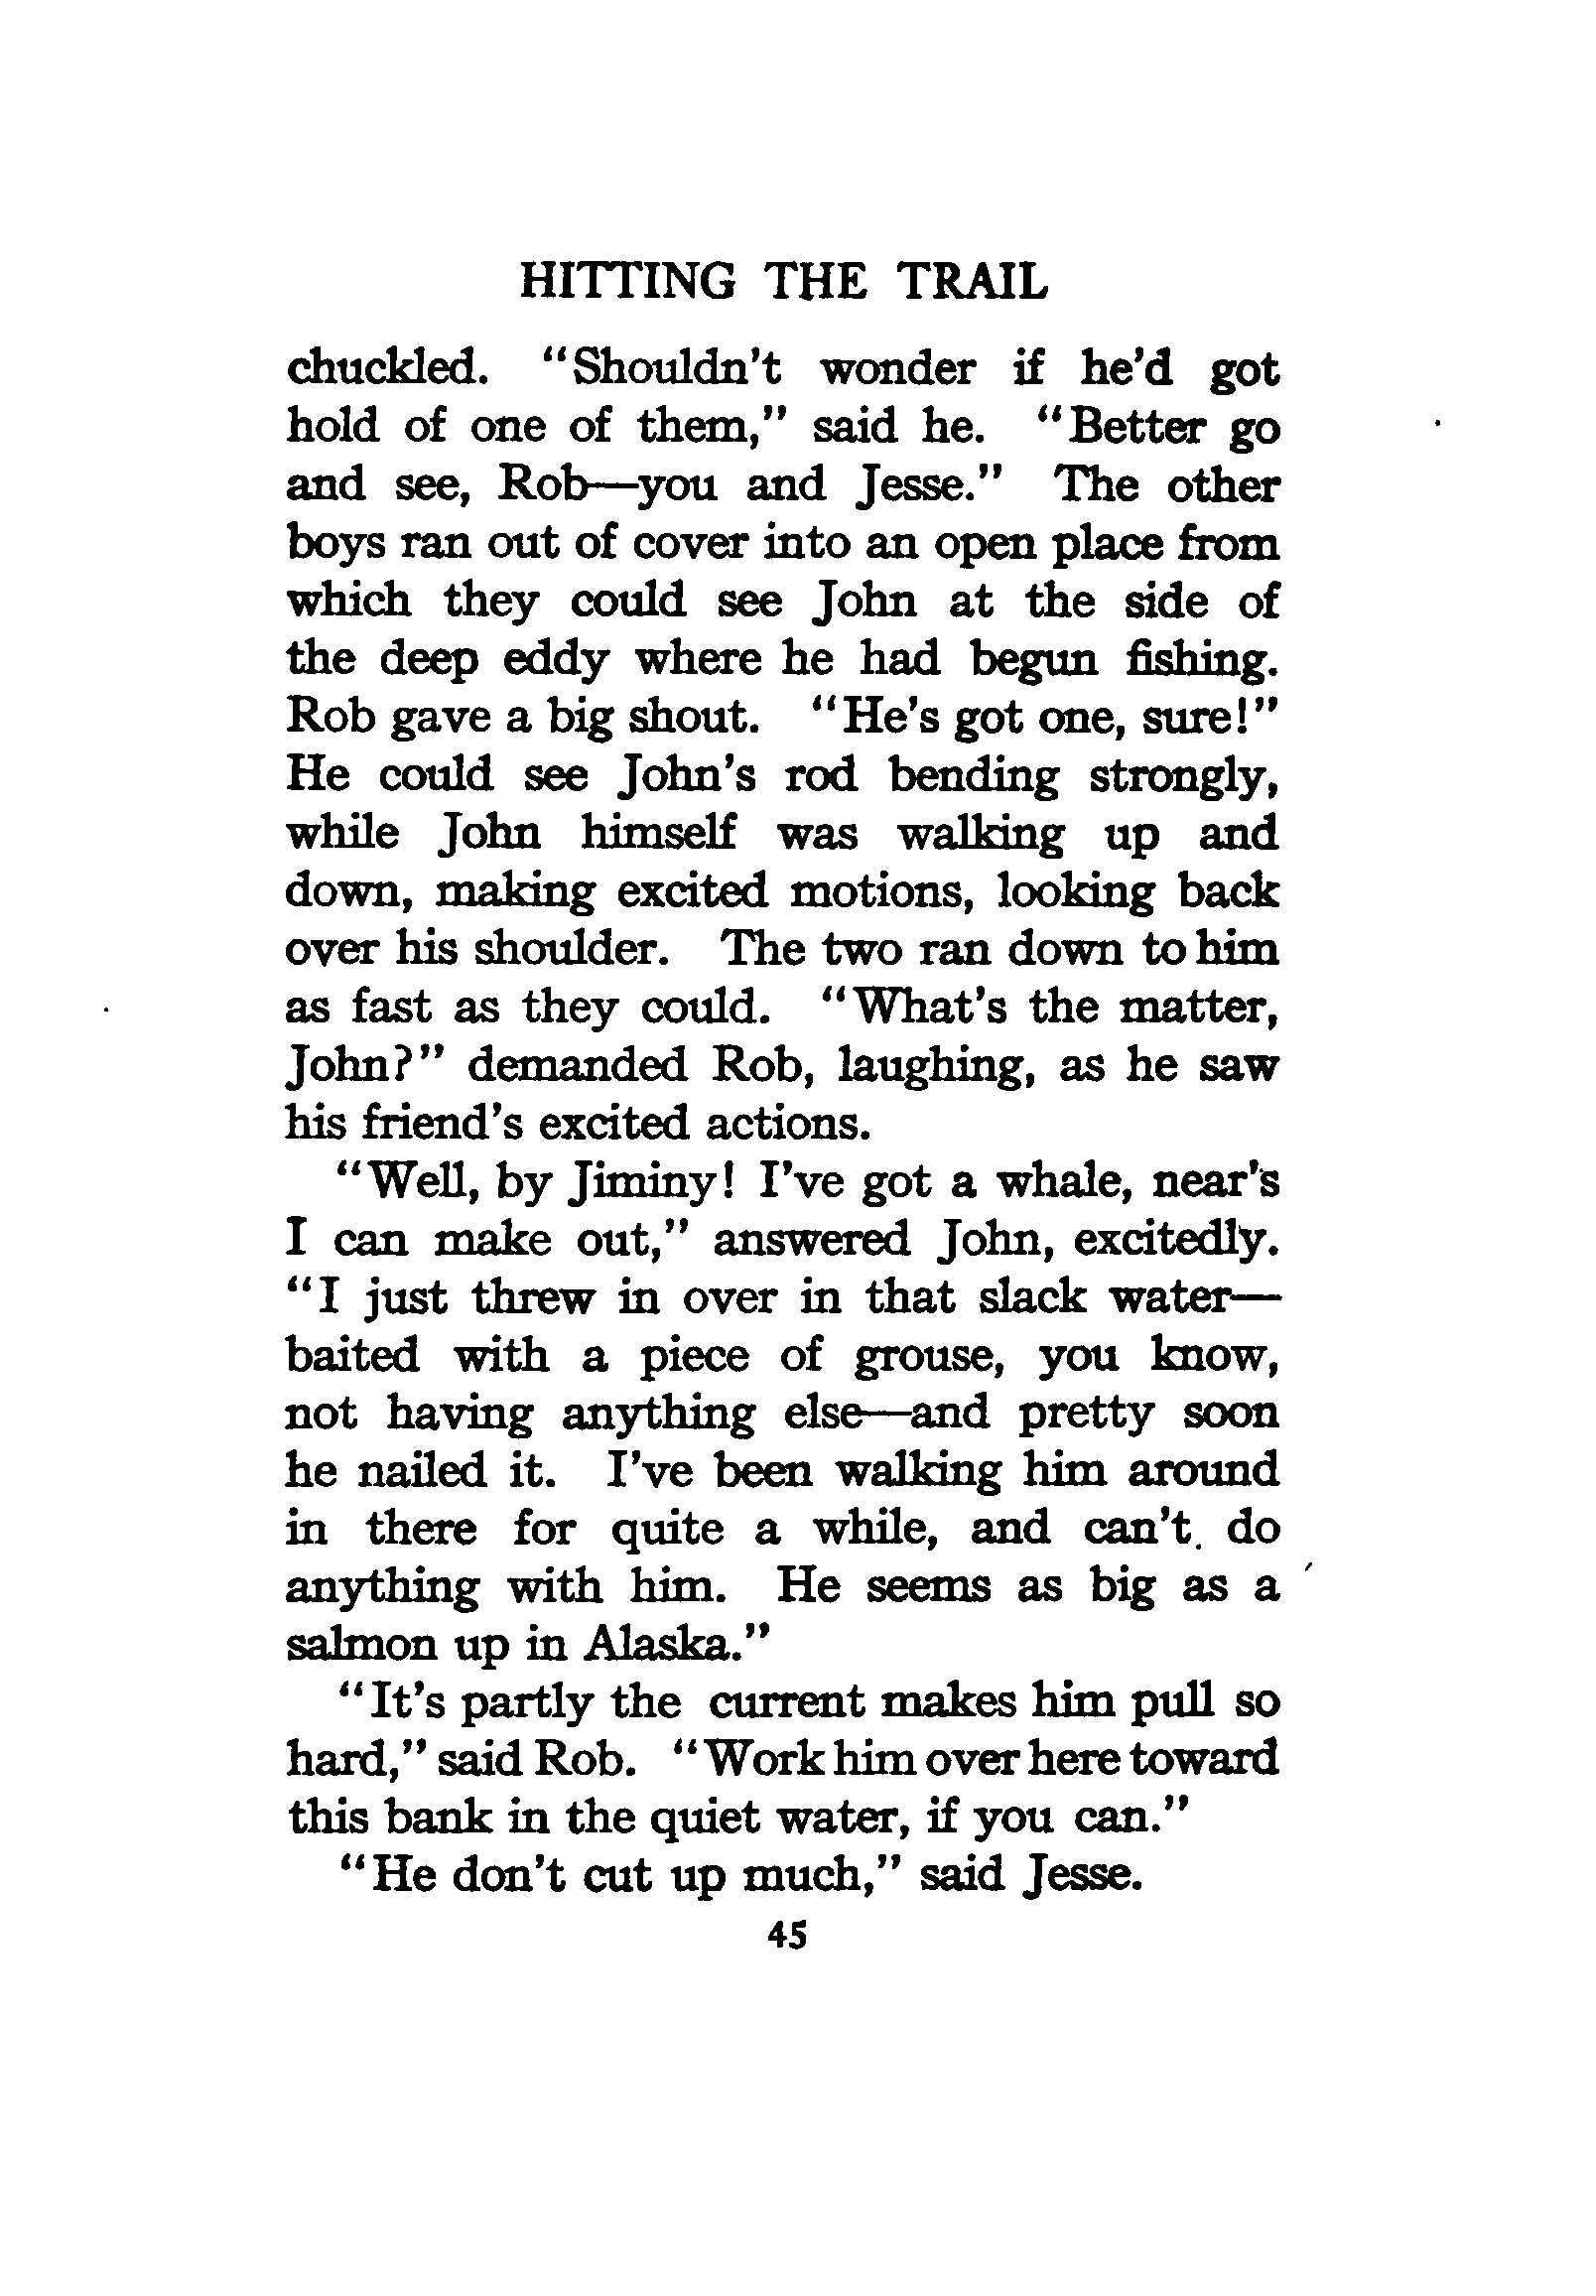 HITTING THE TRAIL
chuckled. "Shouldn't wonder if he'd got
hold of one of them," said he. "Better go
and see, Rob—you and Jesse." The other
boys ran out of cover into an open place from
which they could see John at the side of
the deep eddy where he had begun fishing.
Rob gave a big shout. "He's got one, sure!"
He could see John's rod bending strongly,
while John himself was walking up and
down, making excited motions, looking back
over his shoulder. The two ran down to him
as fast as they could. "What's the matter,
John?" demanded Rob, laughing, as he saw
his friend's excited actions.
"Well, by Jiminy! I've got a whale, near's
I can make out," answered John, excitedly.
"I just threw in over in that slack water—
baited with a piece of grouse, you know,
not having anything else—and pretty soon
he nailed it. I've been walking him around
in there for quite a while, and can't do
anything with him. He seems as big as a
salmon up in Alaska."
"It's partly the current makes him pull so
hard," said Rob. "Work him over here toward
this bank in the quiet water, if you can."
"He don't cut up much," said Jesse.
45